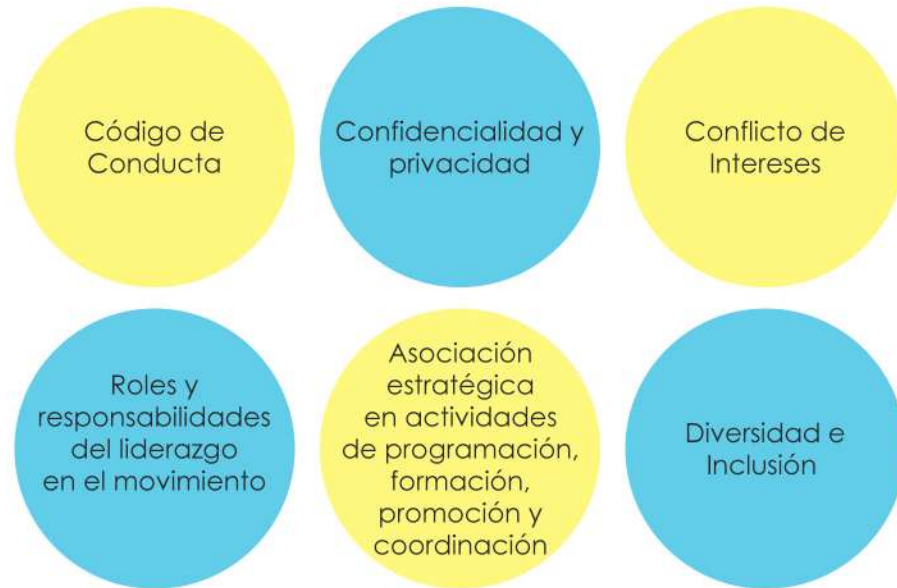 Código de
Conducta
Confidencialidad y
privacidad
Conflicto de
Intereses
Roles y
responsabilidades
del liderazgo
en el movimiento
Asociación
estratégica
en actividades
de programación,
formación,
promoción y
coordinación
Diversidad e
Inclusión